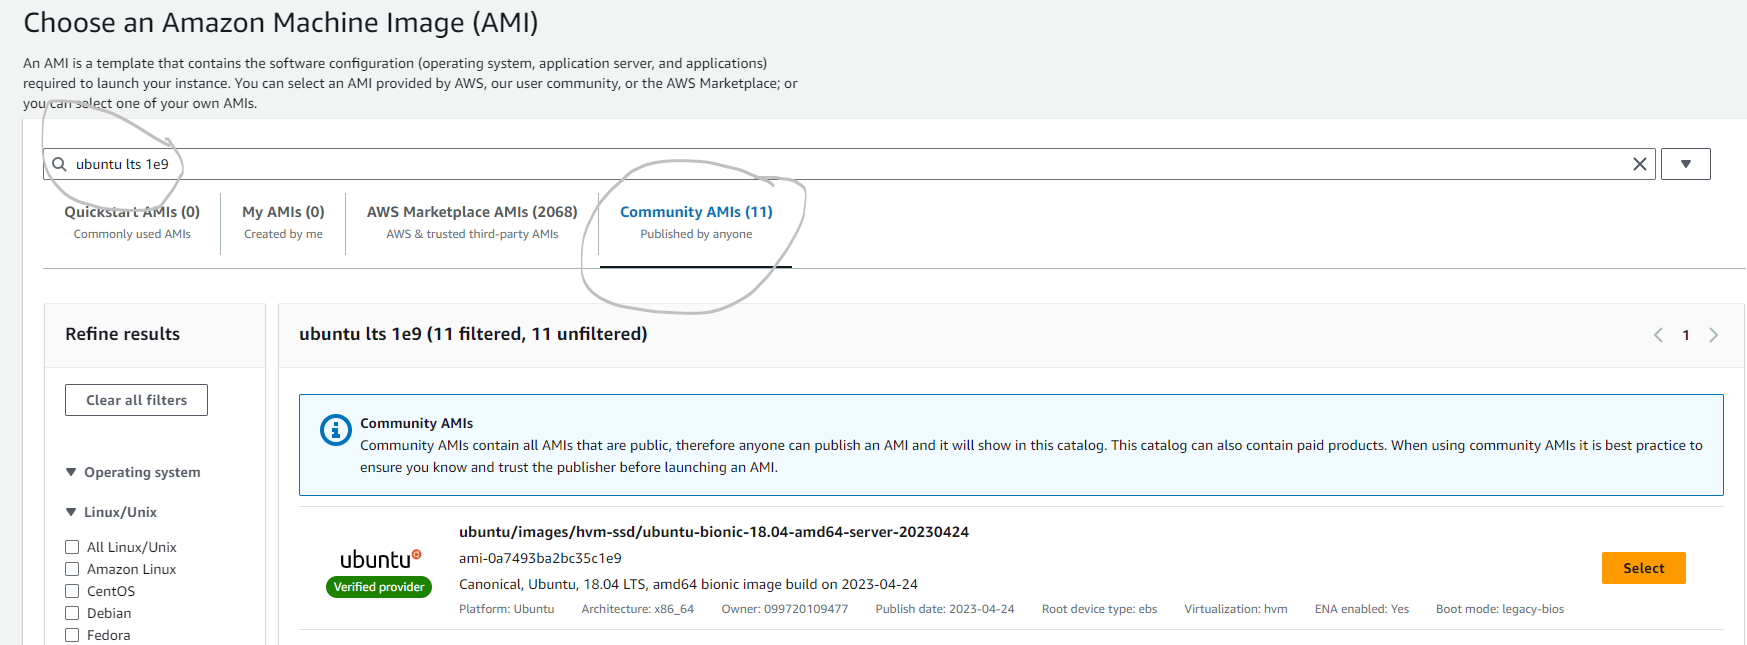 Choose an Amazon Machine Image (AMI)
An AMI is a template that contains the software configuration (operating system, application server, and applications)
required to launch your instance. You can select an AMI provided by AWS, our user community, or the AWS Marketplace; or
you can select one of your own AMIs.
ubuntu lts 1e9
Quickstart AMIs (0)
Commonly used AMIs
My AMIs (0)
Created by me
AWS Marketplace AMIs (2068)
AWS & trusted third-party AMIs
Community AMIs (11)
Published by anyone
Refine results
Clear all filters
Operating system
Linux/Unix
All Linux/Unix
Amazon Linux
CentOS
Debian
Fedora
ubuntu lts 1e9 (11 filtered, 11 unfiltered)
1
Community AMIs
Community AMIs contain all AMIs that are public, therefore anyone can publish an AMI and it will show in this catalog. This catalog can also contain paid products. When using community AMIs it is best practice to
ensure you know and trust the publisher before launching an AMI.
ubuntu
Verified provider
ubuntu/images/hvm-ssd/ubuntu-bionic-18.04-amd64-server-20230424
ami-0a7493ba2bc35c1e9
Canonical, Ubuntu, 18.04 LTS, amd64 bionic image build on 2023-04-24
Platform: Ubuntu Architecture: x86_64 Owner: 099720109477 Publish date: 2023-04-24 Root device type: ebs Virtualization: hvm ENA enabled: Yes Boot mode: legacy-bios
Select